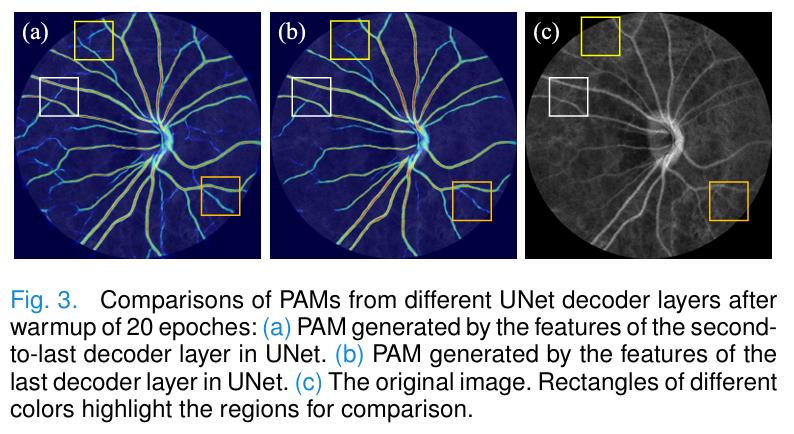 (a) (b) (c)
Fig. 3. Comparisons of PAMs from different UNet decoder layers after
warmup of 20 epoches: (a) PAM generated by the features of the second-
to-last decoder layer in UNet. (b) PAM generated by the features of the
last decoder layer in UNet. (c) The original image. Rectangles of different
colors highlight the regions for comparison.